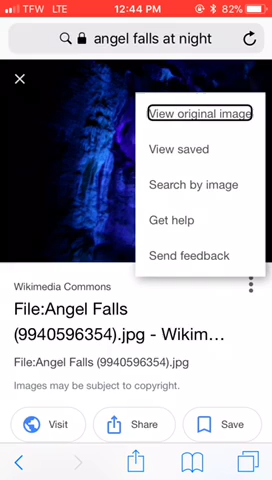 TFW LTE 12:44 PM 82%
angel falls at night
View original image
View saved
Search by image
Get help
Send feedback
Wikimedia Commons
File:Angel Falls
(9940596354).jpg - Wikim...
File:Angel Falls (9940596354).jpg
Images may be subject to copyright.
Visit Share Save